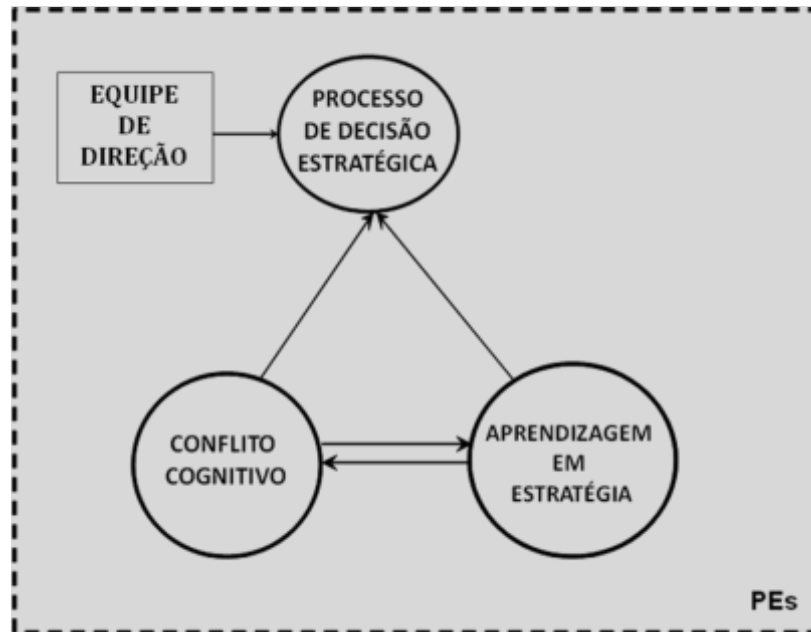 EQUIPE
DE
DIREÇÃO
PROCESSO
DE DECISÃO
ESTRATÉGICA
CONFLITO
COGNITIVO
APRENDIZAGEM
EM
ESTRATÉGIA
PEs